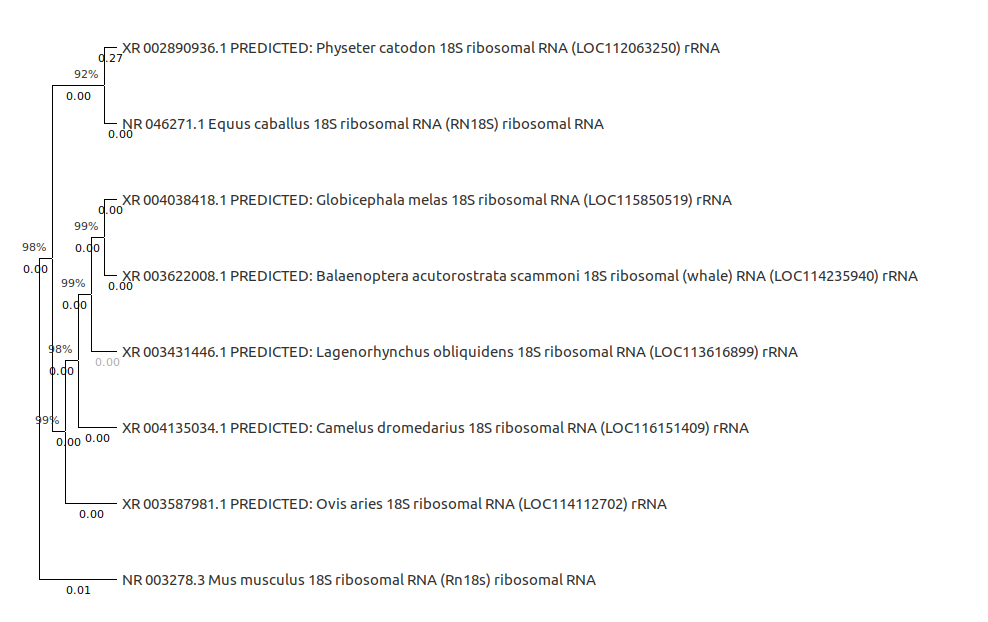 XR 002890936.1 PREDICTED: Physeter catodon 18S ribosomal RNA (LOC112063250) rRNA
0.27
92%
0.00
NR 046271.1 Equus caballus 18S ribosomal RNA (RN18S) ribosomal RNA
0.00
XR 004038418.1 PREDICTED: Globicephala melas 18S ribosomal RNA (LOC115850519) rRNA
0.00
99%
0.00
98%
0.00
XR 003622008.1 PREDICTED: Balaenoptera acutorostrata scammoni 18S ribosomal (whale) RNA (LOC114235940) rRNA
0.00
99%
0.00
XR 003431446.1 PREDICTED: Lagenorhynchus obliquidens 18S ribosomal RNA (LOC113616899) rRNA
0.00
98%
0.00
XR 004135034.1 PREDICTED: Camelus dromedarius 18S ribosomal RNA (LOC116151409) rRNA
0.00
99%
0.00
XR 003587981.1 PREDICTED: Ovis aries 18S ribosomal RNA (LOC114112702) rRNA
0.00
NR 003278.3 Mus musculus 18S ribosomal RNA (Rn18s) ribosomal RNA
0.01